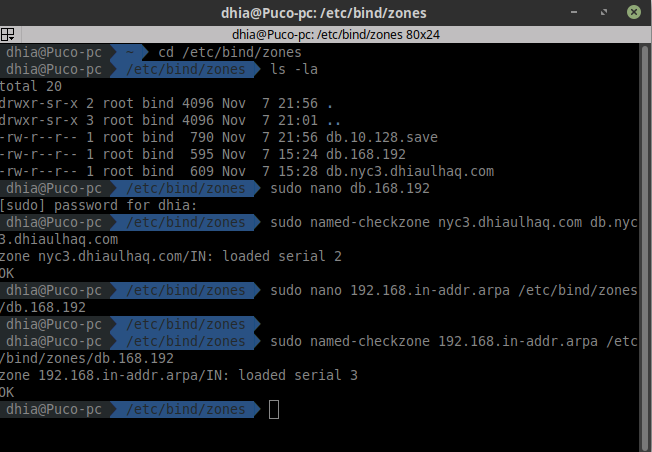 dhia@Puco-pc: /etc/bind/zones
dhia@Puco-pc: /etc/bind/zones 80x24
dhia@Puco-pc ~ cd /etc/bind/zones
dhia@Puco-pc /etc/bind/zones ls -la
total 20
drwxr-sr-x 2 root bind 4096 Nov 7 21:56 .
drwxr-sr-x 3 root bind 4096 Nov 7 21:01 ..
-rw-r--r-- 1 root bind 790 Nov 7 21:56 db.10.128.save
-rw-r--r-- 1 root bind 595 Nov 7 15:24 db.168.192
-rw-r--r-- 1 root bind 609 Nov 7 15:28 db.nyc3.dhiaulhaq.com
dhia@Puco-pc /etc/bind/zones sudo nano db.168.192
[sudo] password for dhia:
dhia@Puco-pc /etc/bind/zones sudo named-checkzone nyc3.dhiaulhaq.com db.nyc
3.dhiaulhaq.com
zone nyc3.dhiaulhaq.com/IN: loaded serial 2
OK
dhia@Puco-pc /etc/bind/zones sudo nano 192.168.in-addr.arpa /etc/bind/zones
/db.168.192
dhia@Puco-pc /etc/bind/zones
dhia@Puco-pc /etc/bind/zones sudo named-checkzone 192.168.in-addr.arpa /etc
/bind/zones/db.168.192
zone 192.168.in-addr.arpa/IN: loaded serial 3
OK
dhia@Puco-pc /etc/bind/zones